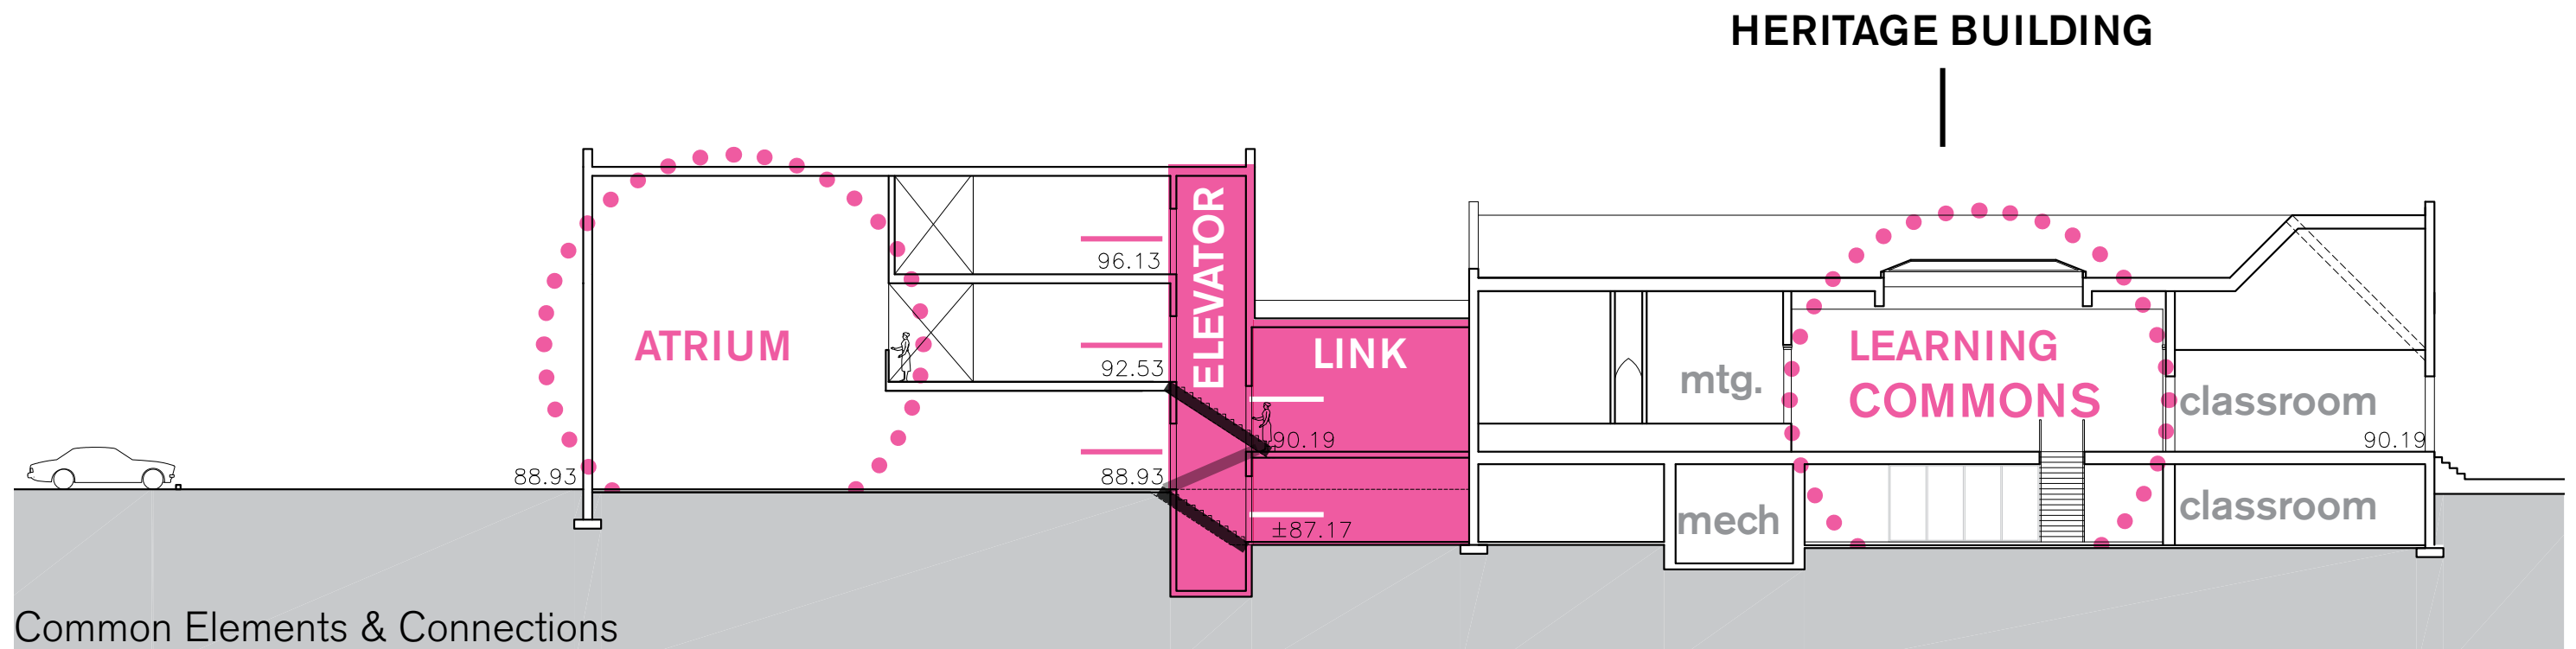 HERITAGE BUILDING
ATRIUM
ELEVATOR
LINK
LEARNING
COMMONS
mtg.
mech
classroom
classroom
96.13
92.53
88.93
88.93
90.19
±87.17
90.19
Common Elements & Connections